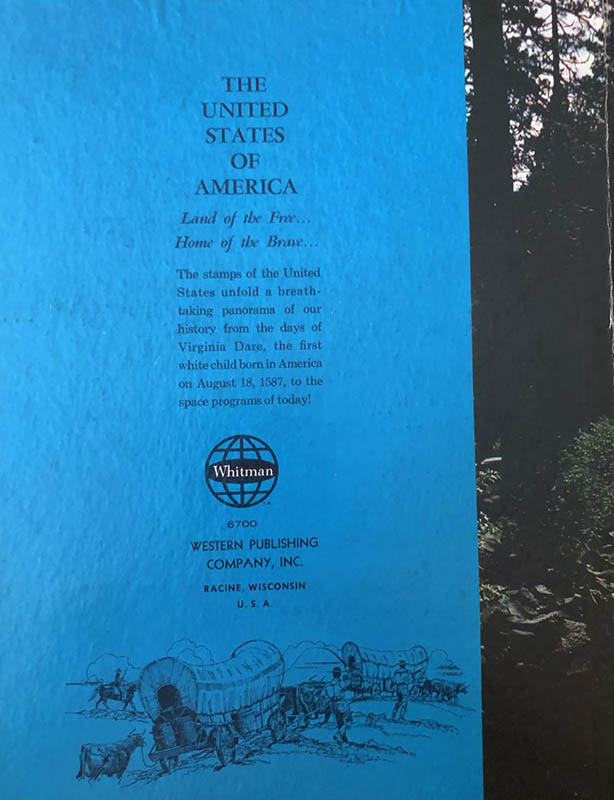 THE
UNITED
STATES
OF
AMERICA
Land of the Free...
Home of the Brave...
The stamps of the United
States unfold a breath-
taking panorama of our
history from the days of
Virginia Dare, the first
white child born in America
on August 18, 1587, to the
space programs of today!
Whitman
6700
WESTERN PUBLISHING
COMPANY, INC.
RACINE, WISCONSIN
U. S. A.